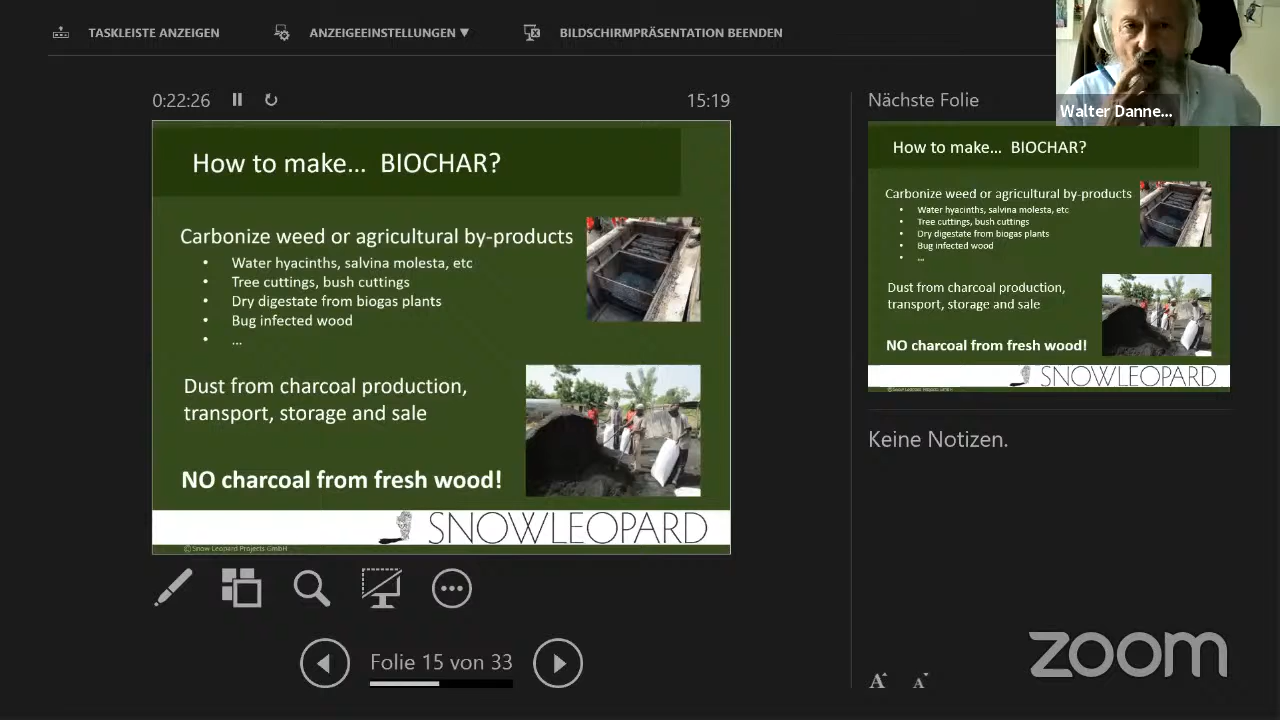 TASKLEISTE ANZEIGEN
ANZEIGEEINSTELLUNGEN ▼
BILDSCHIRMPRÄSENTATION BEENDEN
Walter Danne...
0:22:26
15:19
How to make... BIOCHAR?
Carbonize weed or agricultural by-products
• Water hyacinths, salvina molesta, etc
• Tree cuttings, bush cuttings
• Dry digestate from biogas plants
• Bug infected wood
• ...
Dust from charcoal production,
transport, storage and sale
NO charcoal from fresh wood!
SNOWLEOPARD
©Snow Leopard Projects GmbH
Folie 15 von 33
Nächste Folie
How to make... BIOCHAR?
Carbonize weed or agricultural by-products
• Water hyacinths, salvina molesta, etc
• Tree cuttings, bush cuttings
• Dry digestate from biogas plants
• Bug infected wood
• ...
Dust from charcoal production,
transport, storage and sale
NO charcoal from fresh wood!
SNOWLEOPARD
©Snow Leopard Projects GmbH
Keine Notizen.
A A
zoom